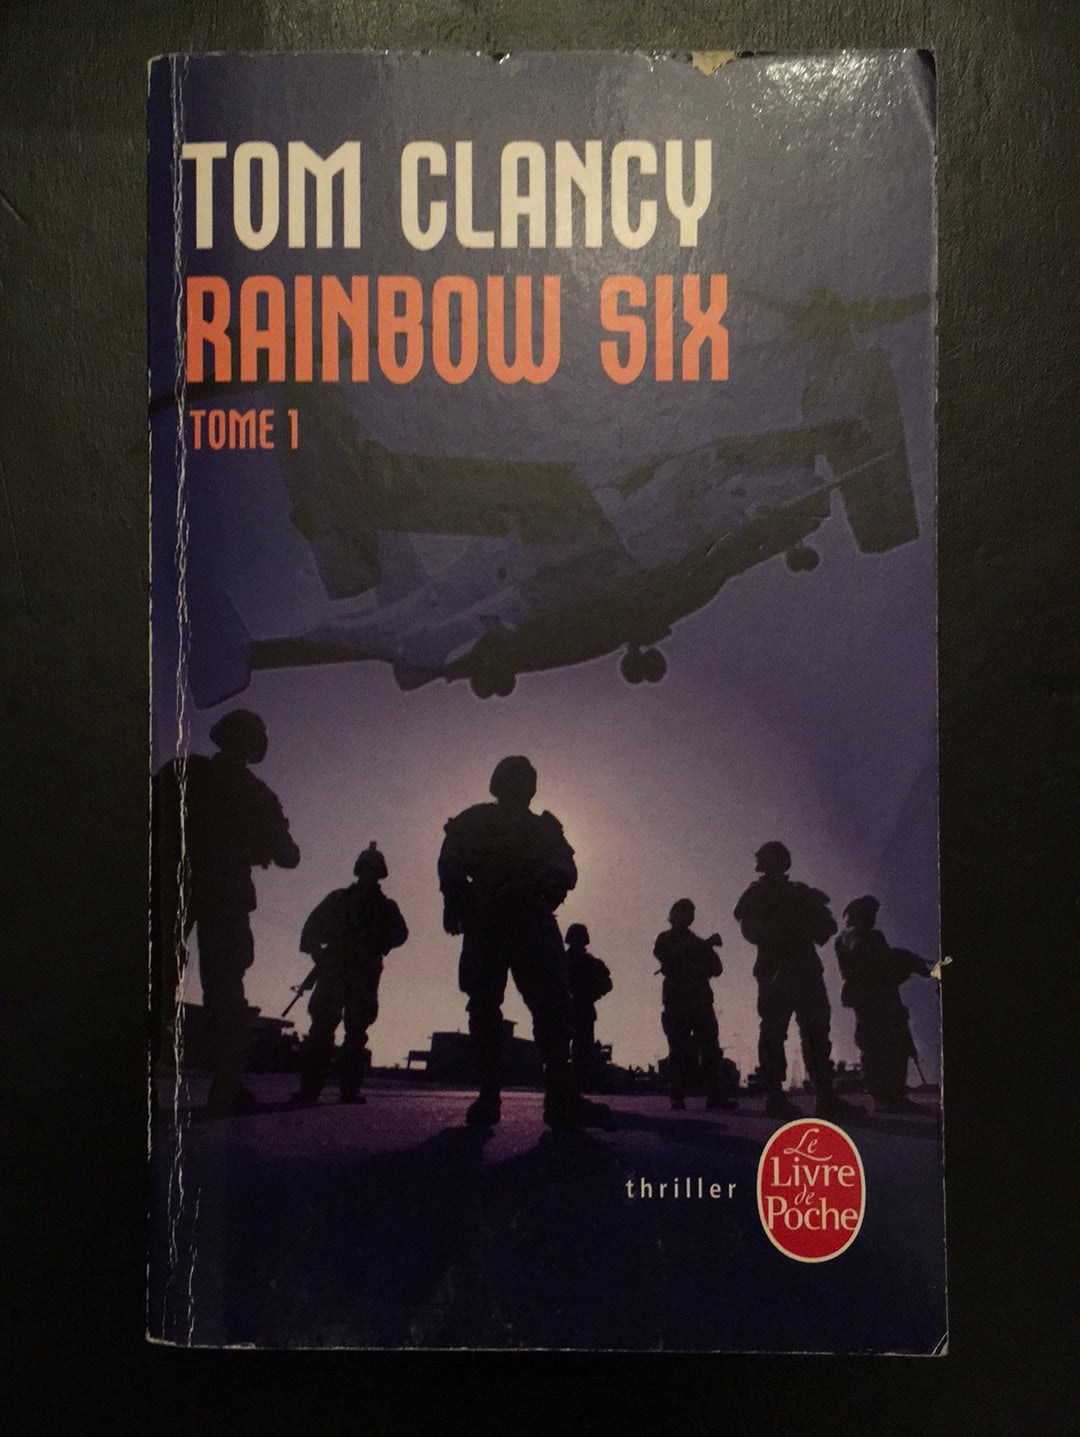 TOM CLANCY
RAINBOW SIX
TOME 1
thriller
Le
Livre
de
Poche